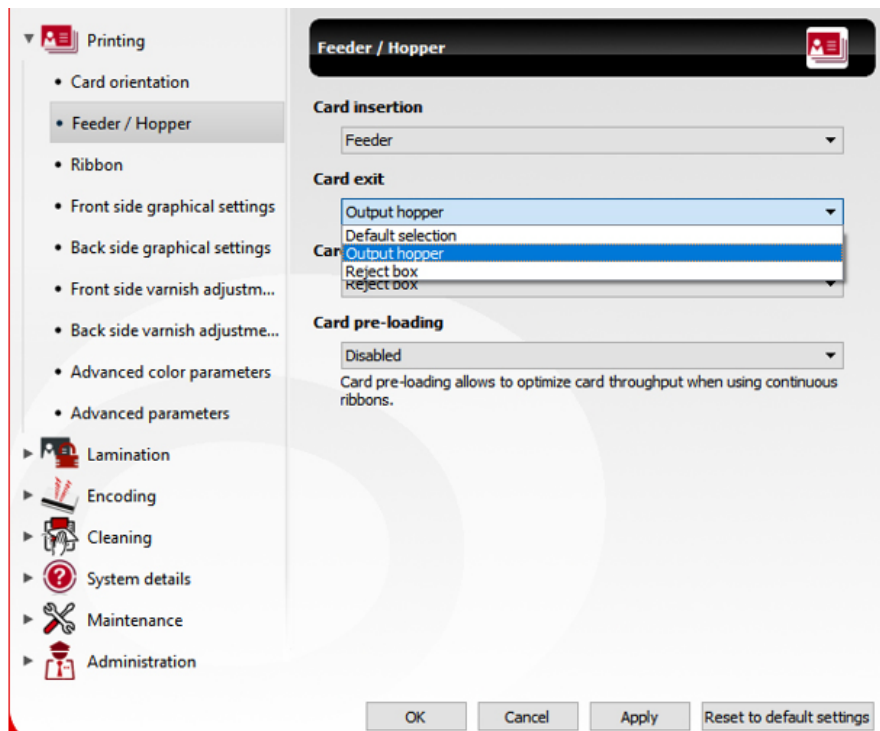 Printing
Card orientation
Feeder / Hopper
Ribbon
Front side graphical settings
Back side graphical settings
Front side varnish adjustm...
Back side varnish adjustme...
Advanced color parameters
Advanced parameters
Lamination
Encoding
Cleaning
System details
Maintenance
Administration
Feeder / Hopper
Card insertion
Feeder
Card exit
Output hopper
Default selection
Car
Output hopper
Reject box
Reject box
Card pre-loading
Disabled
Card pre-loading allows to optimize card throughput when using continuous
ribbons.
OK Cancel Apply Reset to default settings